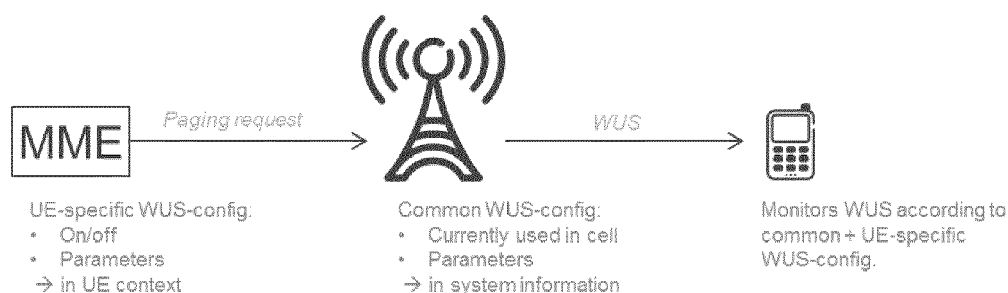 MME
Paging request
WUS
UE-specific WUS-config:
• On/off
• Parameters
→ in UE context
Common WUS-config:
• Currently used in cell
• Parameters
→ in system information
Monitors WUS according to
common + UE-specific
WUS-config.